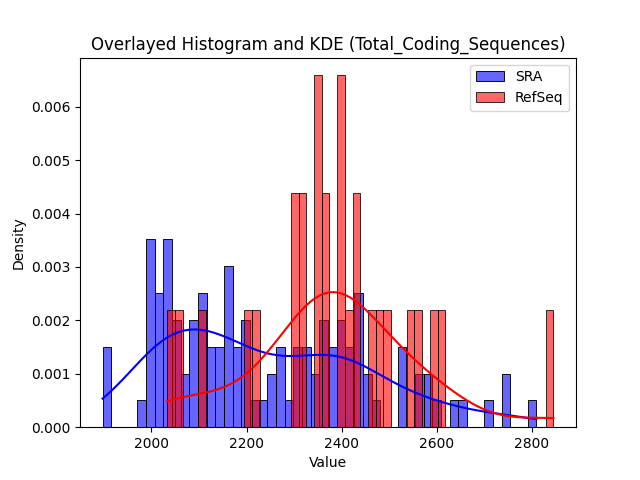 Overlayed Histogram and KDE (Total_Coding_Sequences)
SRA
RefSeq
0.006
0.005
0.004
0.003
0.002
0.001
0.000
Density
2000 2200 2400 2600 2800
Value